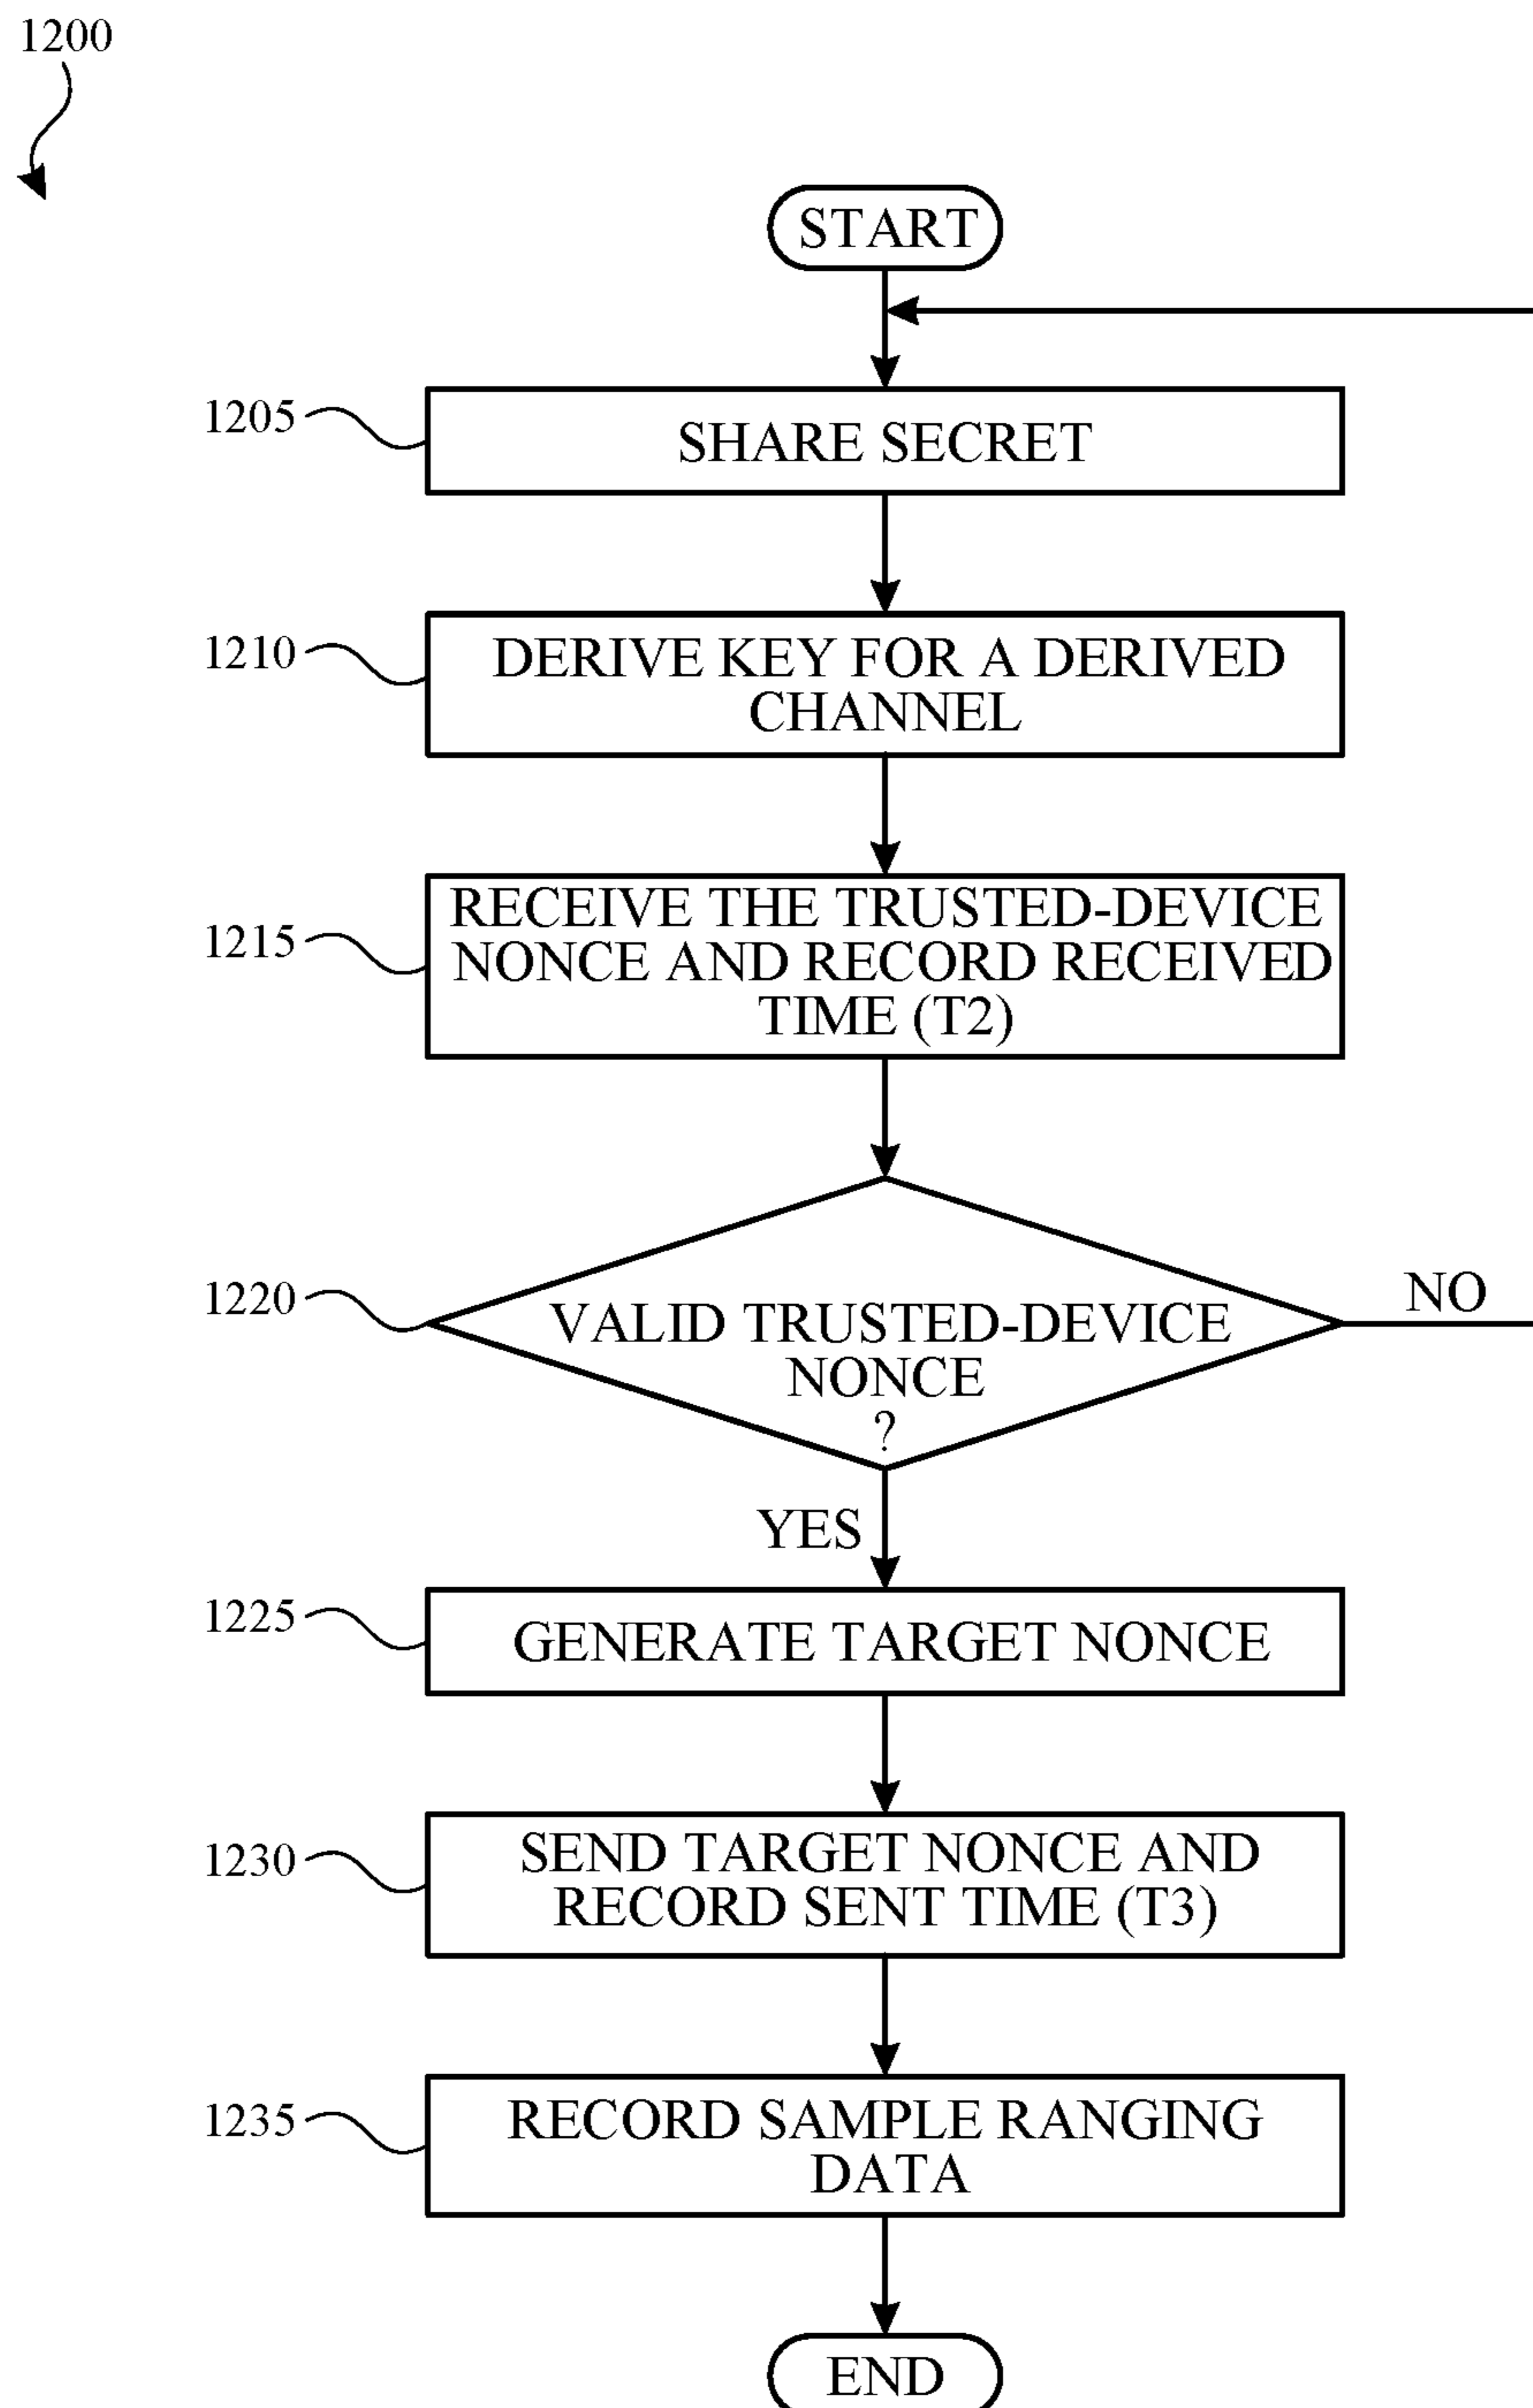 1200
START
1205
SHARE SECRET
1210
DERIVE KEY FOR A DERIVED
CHANNEL
1215
RECEIVE THE TRUSTED-DEVICE
NONCE AND RECORD RECEIVED
TIME (T2)
1220
VALID TRUSTED-DEVICE
NONCE
?
NO
YES
1225
GENERATE TARGET NONCE
1230
SEND TARGET NONCE AND
RECORD SENT TIME (T3)
1235
RECORD SAMPLE RANGING
DATA
END